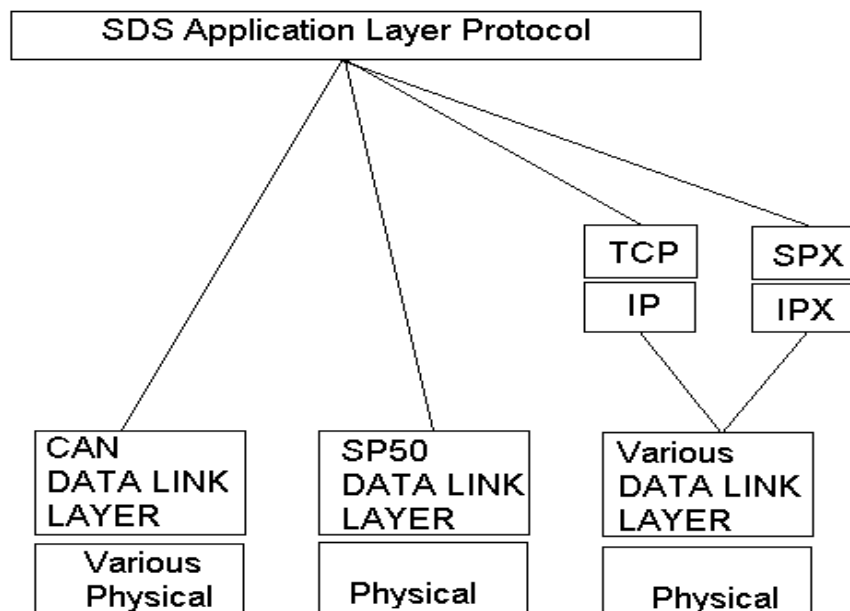 SDS Application Layer Protocol
TCP
SPX
IP
IPX
CAN
DATA LINK
LAYER
SP50
DATA LINK
LAYER
Various
DATA LINK
LAYER
Various
Physical
Physical
Physical